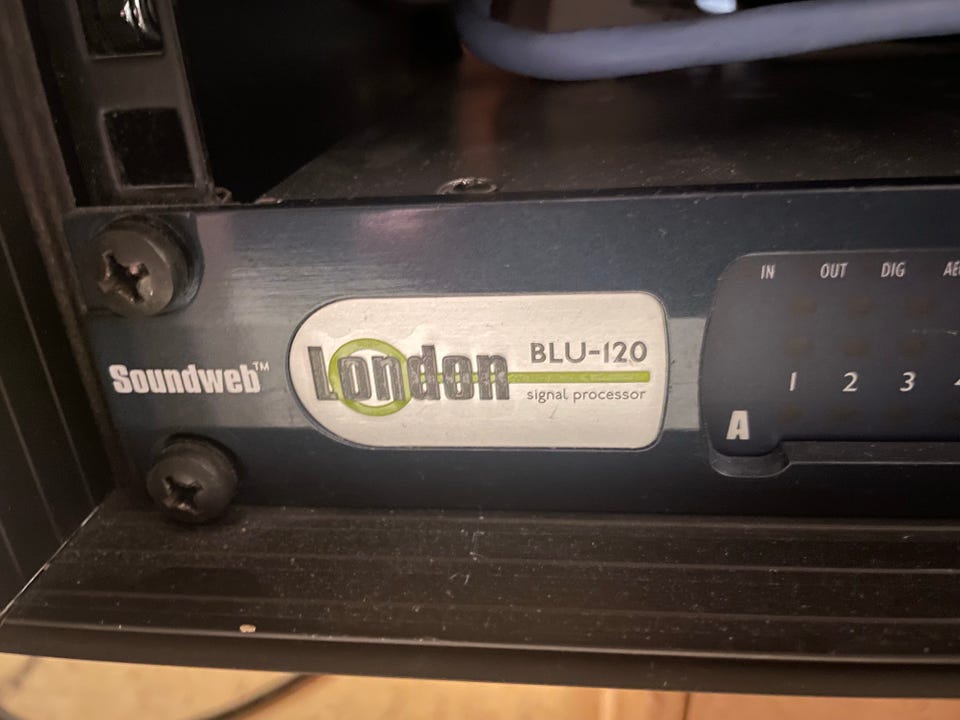 Soundweb™
London
BLU-120
signal processor
IN OUT DIG
1 2 3
A